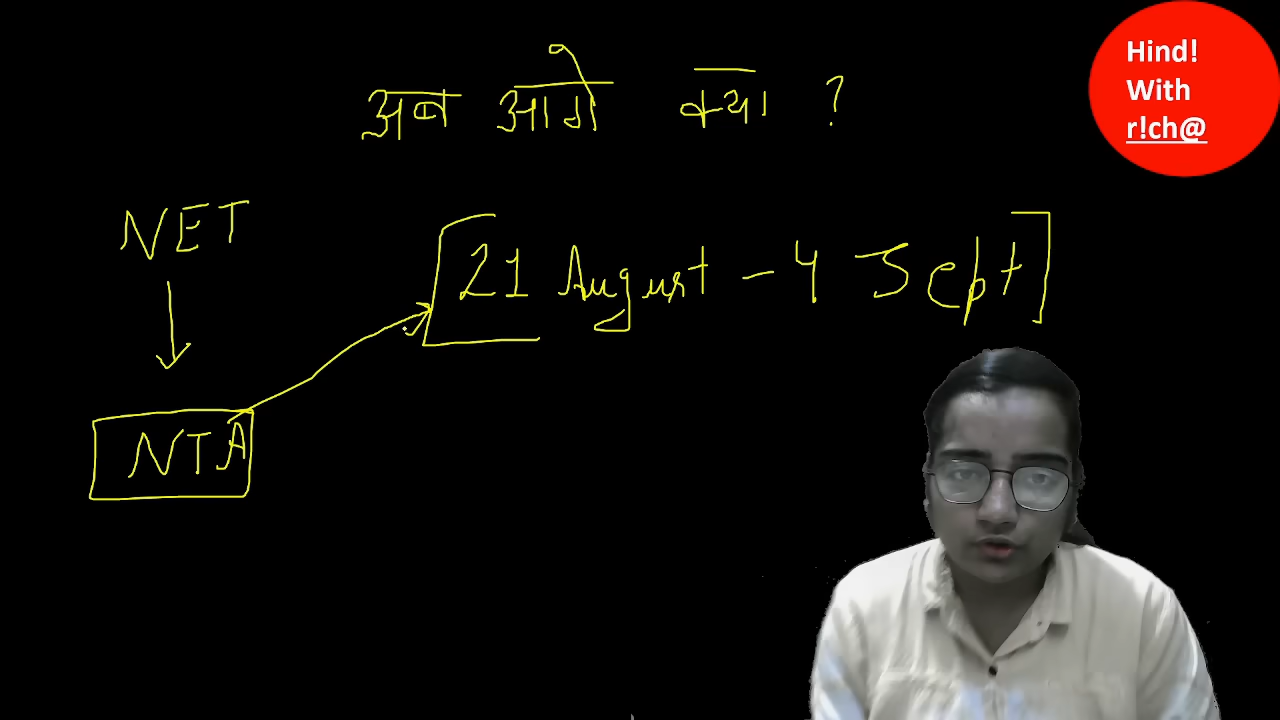 अब आगे क्या ?
Hind!
With
r!ch@
NET
[21 August - 4 Sept]
NTA